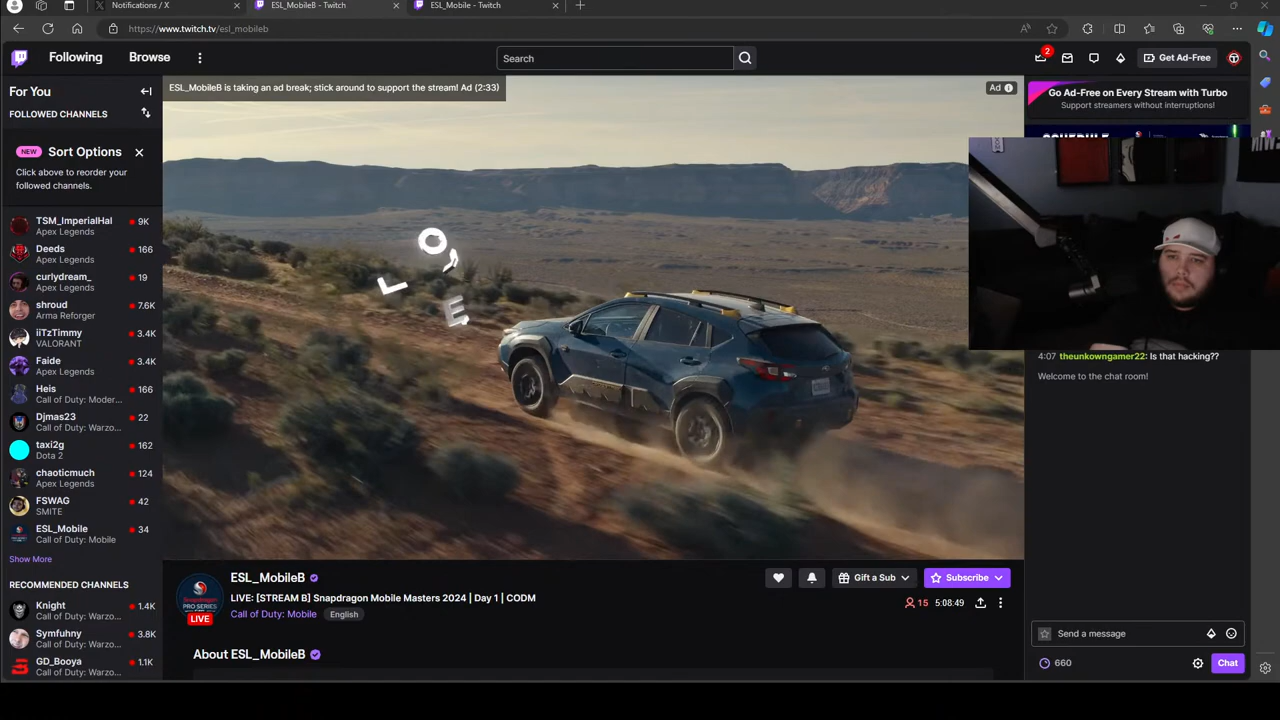 Notifications / X
ESL_MobileB - Twitch
ESL_Mobile - Twitch
https://www.twitch.tv/esl_mobileb
Following
Browse
Search
2
Get Ad-Free
For You
FOLLOWED CHANNELS
NEW
Sort Options
Click above to reorder your
followed channels.
TSM_ImperialHal
9K
Apex Legends
Deeds
166
Apex Legends
curlydream_
19
Apex Legends
shroud
7.6K
Arma Reforger
iiTzTimmy
3.4K
VALORANT
Faide
3.4K
Apex Legends
Heis
166
Call of Duty: Moder...
Djmas23
22
Call of Duty: Warzo...
taxi2g
162
Dota 2
chaoticmuch
124
Apex Legends
FSWAG
42
SMITE
ESL_Mobile
34
Call of Duty: Mobile
Show More
RECOMMENDED CHANNELS
Knight
1.4K
Call of Duty: Warzo...
Symfuhny
3.8K
Call of Duty: Warzo...
GD_Booya
1.1K
Call of Duty: Warzo...
ESL_MobileB is taking an ad break; stick around to support the stream! Ad (2:33)
Ad
L O , E
LIVE
ESL_MobileB
LIVE: [STREAM B] Snapdragon Mobile Masters 2024 | Day 1 | CODM
Call of Duty: Mobile
English
Gift a Sub
Subscribe
15
5:08:49
About ESL_MobileB
Go Ad-Free on Every Stream with Turbo
Support streamers without interruptions!
SCHEDULE
4:07 theunkowngamer22: Is that hacking??
Welcome to the chat room!
Send a message
660
Chat